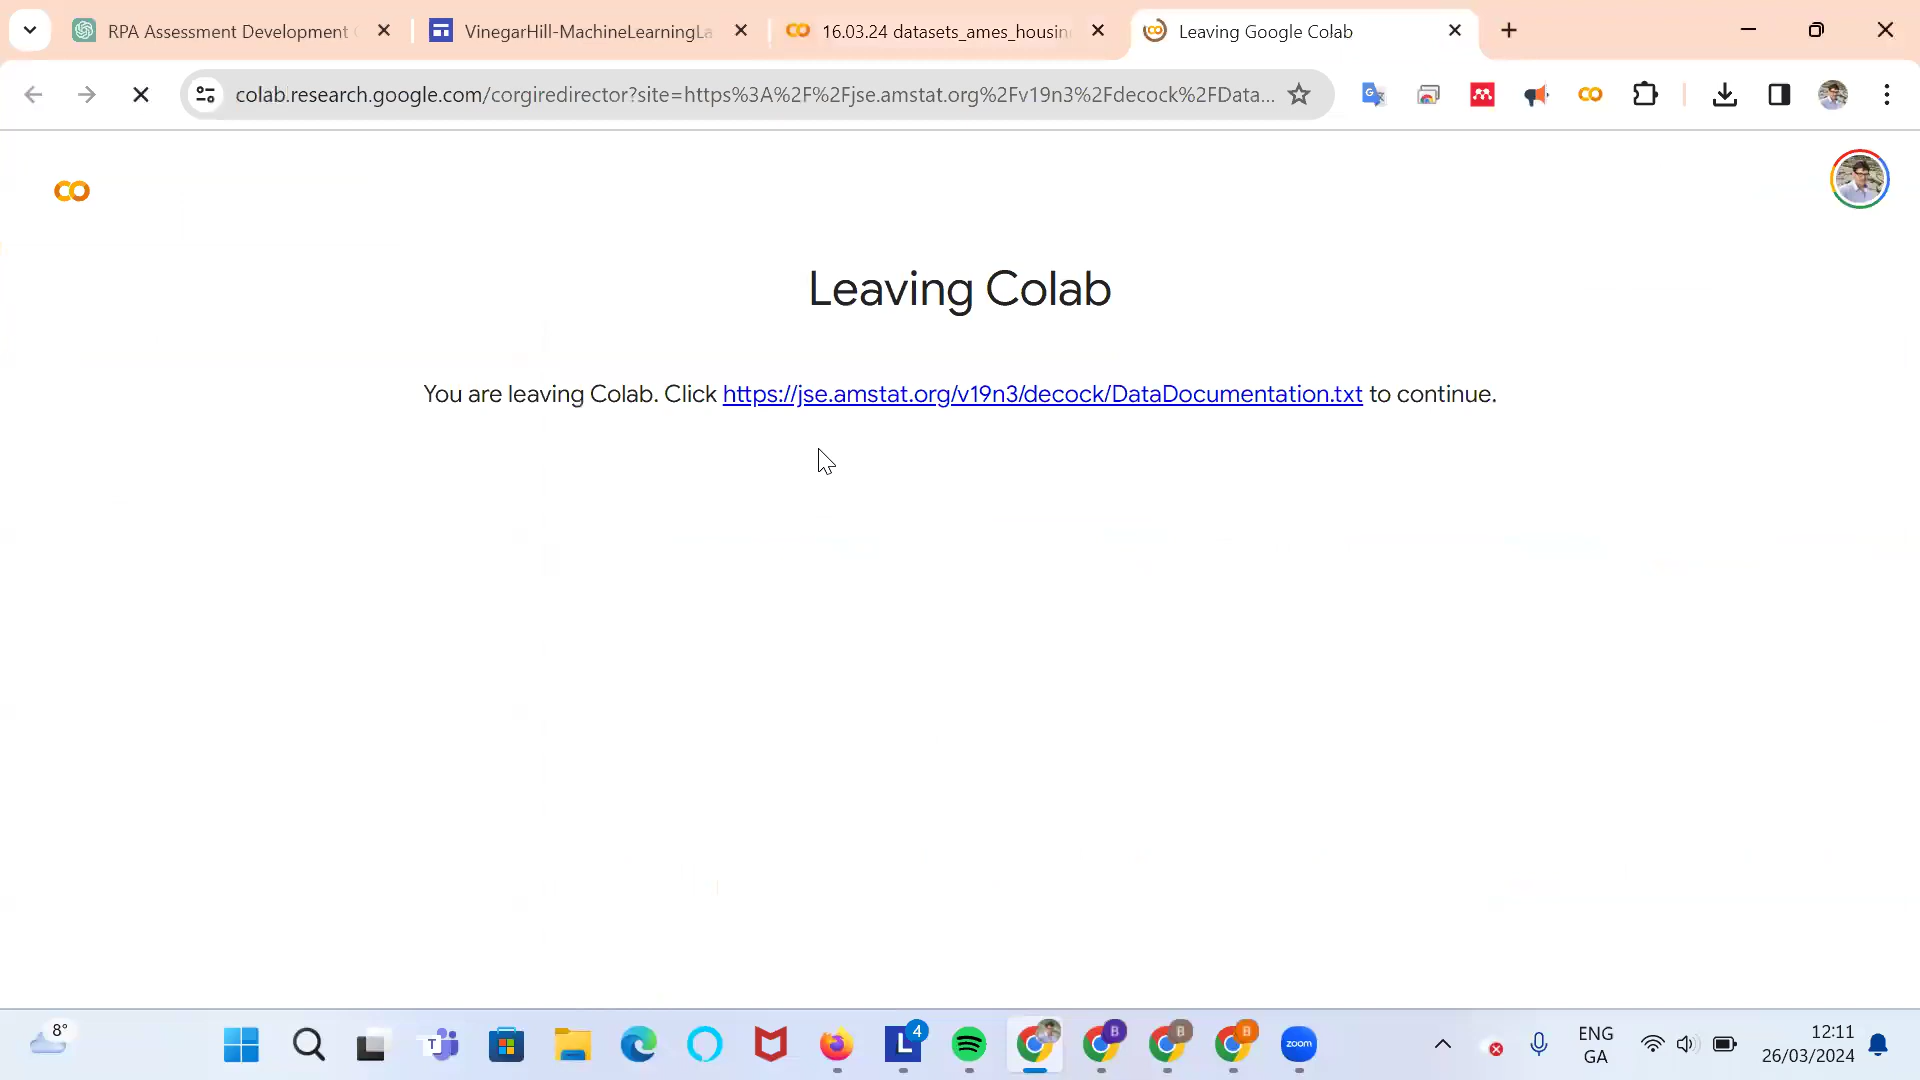 RPA Assessment Development
VinegarHill-MachineLearningLa
16.03.24 datasets_ames_housin
Leaving Google Colab
colab.research.google.com/corgiredirector?site=https%3A%2F%2Fjse.amstat.org%2Fv19n3%2Fdecock%2FData...
Leaving Colab
You are leaving Colab. Click https://jse.amstat.org/v19n3/decock/DataDocumentation.txt to continue.
8°
T
L
4
B
B
B
zoom
ENG
GA
12:11
26/03/2024